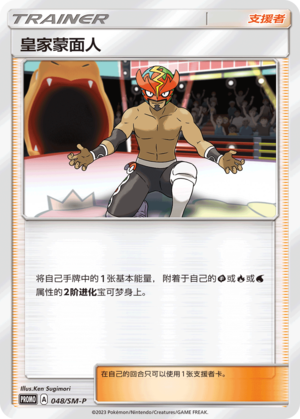 TRAINER 支援者
皇家蒙面人
将自己手牌中的1张基本能量，附着于自己的或或
属性的2阶进化宝可梦身上。
Illus.Ken Sugimori
PROMO A 048/SM-P
在自己的回合只可以使用1张支援者卡。
©2023 Pokémon/Nintendo/Creatures/GAME FREAK.